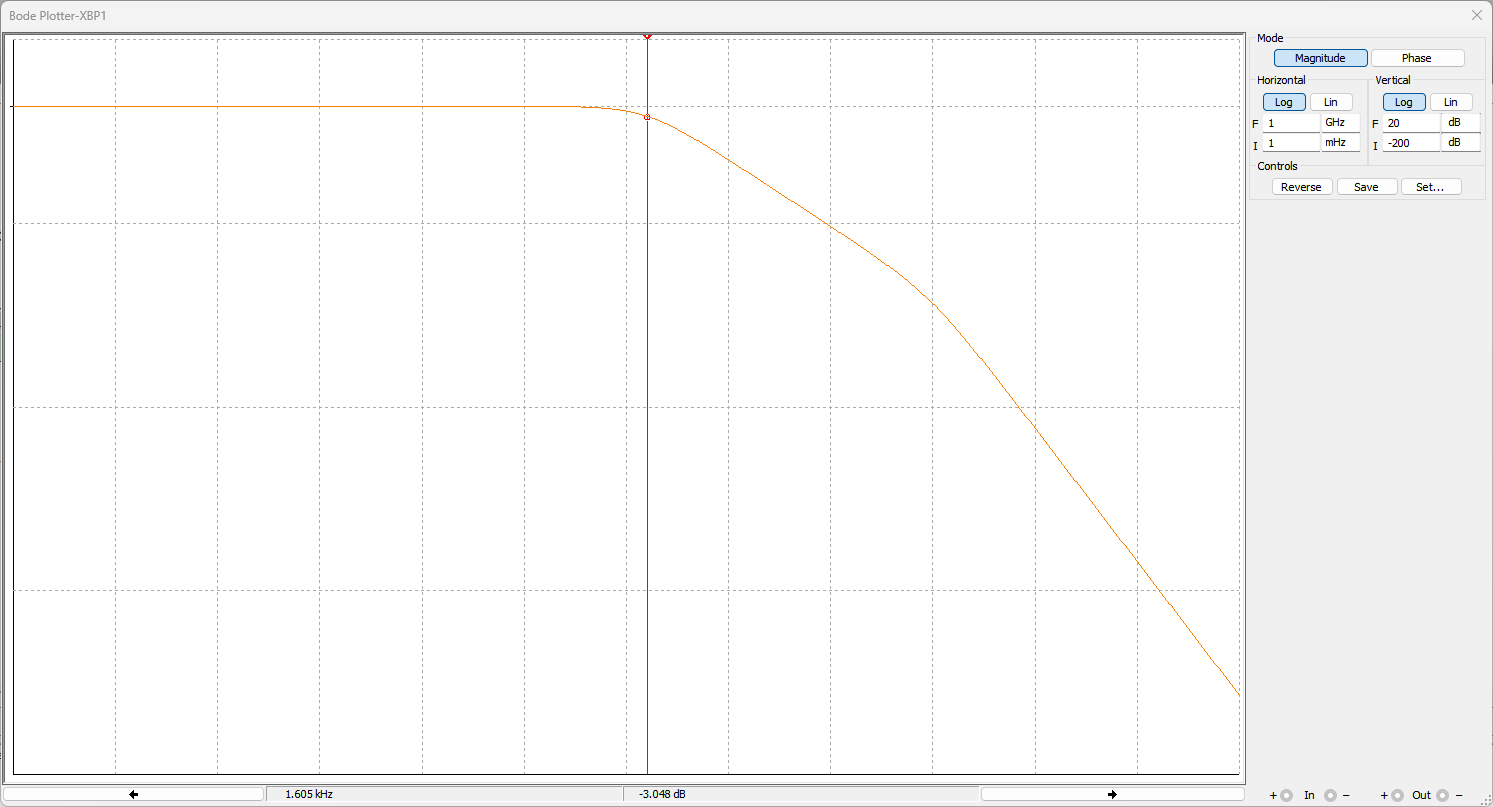 Bode Plotter-XBP1
Mode
Magnitude Phase
Horizontal Vertical
Log Lin Log Lin
F 1 GHz F 20 dB
I 1 mHz I -200 dB
Controls
Reverse Save Set...
1.605 kHz -3.048 dB
+ In − + Out −